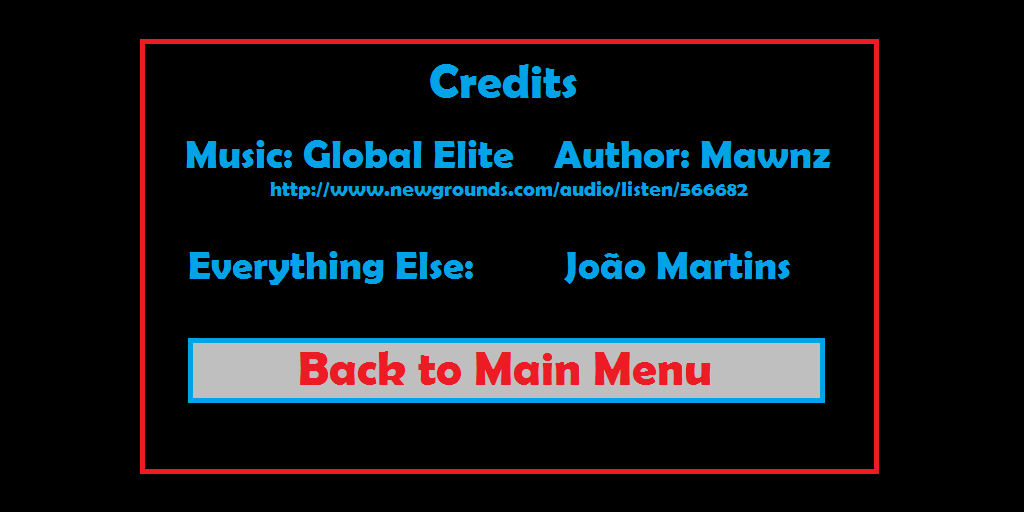 Credits
Music: Global Elite Author: Mawnz
http://www.newgrounds.com/audio/listen/566682
Everything Else: João Martins
Back to Main Menu